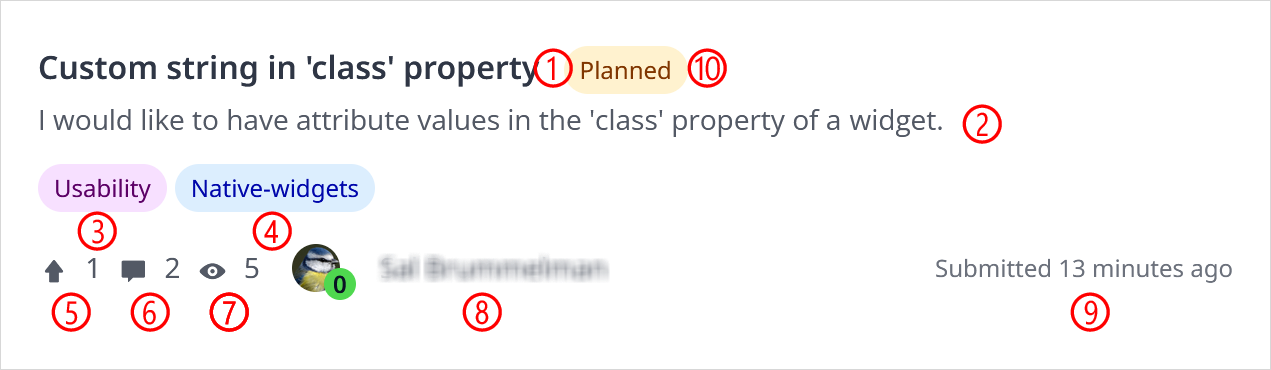 Custom string in 'class' property 1 Planned 10
I would like to have attribute values in the 'class' property of a widget. 2
Usability Native-widgets
3 4
1 2 5 0 Submitted 13 minutes ago
5 6 7 8 9